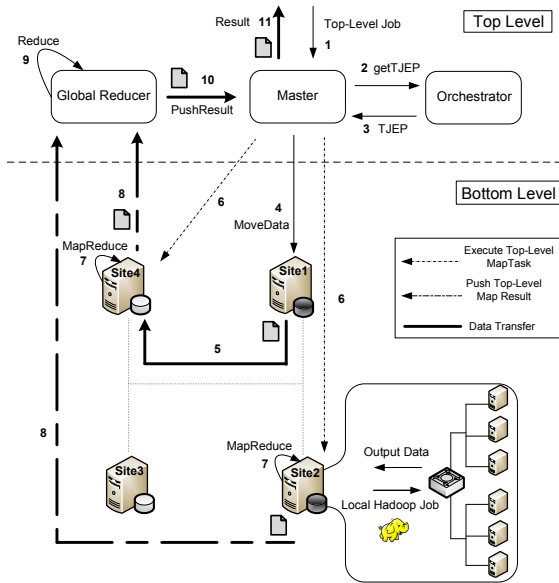 Result 11
Top-Level Job
1
Top Level
Reduce
9
Global Reducer
10
PushResult
Master
2 getTJEP
3 TJEP
Orchestrator
Bottom Level
8
6
4
MoveData
MapReduce
7
Site4
Site1
6
Execute Top-Level
MapTask
Push Top-Level
Map Result
Data Transfer
5
8
Site3
MapReduce
7
Site2
Output Data
Local Hadoop Job